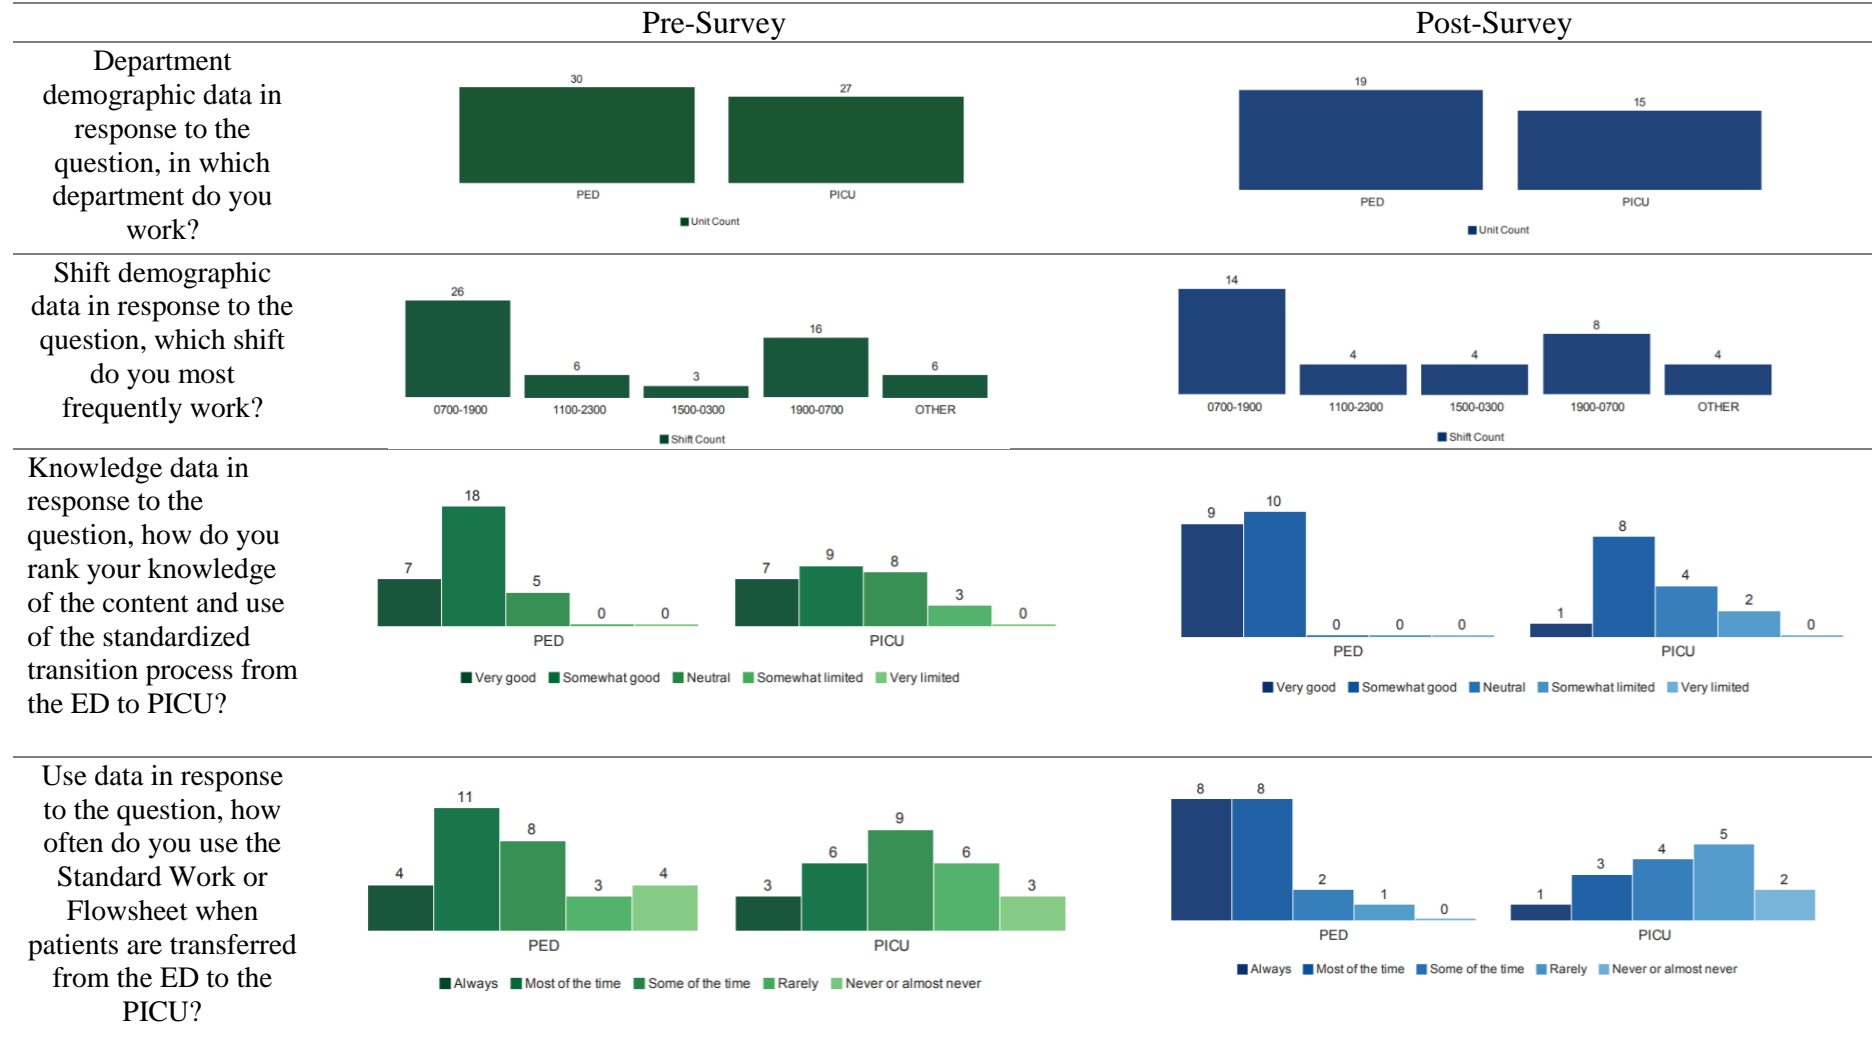 Pre-Survey Post-Survey
Department
demographic data in
response to the
question, in which
department do you
work?
30 27
PED PICU
Unit Count
19 15
PED PICU
Unit Count
Shift demographic
data in response to the
question, which shift
do you most
frequently work?
26 6 3 16 6
0700-1900 1100-2300 1500-0300 1900-0700 OTHER
Shift Count
14 4 4 8 4
0700-1900 1100-2300 1500-0300 1900-0700 OTHER
Shift Count
Knowledge data in
response to the
question, how do you
rank your knowledge
of the content and use
of the standardized
transition process from
the ED to PICU?
7 18 5 0 0 7 9 8 3 0
PED PICU
Very good Somewhat good Neutral Somewhat limited Very limited
9 10 0 0 0 1 8 4 2 0
PED PICU
Very good Somewhat good Neutral Somewhat limited Very limited
Use data in response
to the question, how
often do you use the
Standard Work or
Flowsheet when
patients are transferred
from the ED to the
PICU?
4 11 8 3 4 3 6 9 6 3
PED PICU
Always Most of the time Some of the time Rarely Never or almost never
8 8 2 1 0 1 3 4 5 2
PED PICU
Always Most of the time Some of the time Rarely Never or almost never